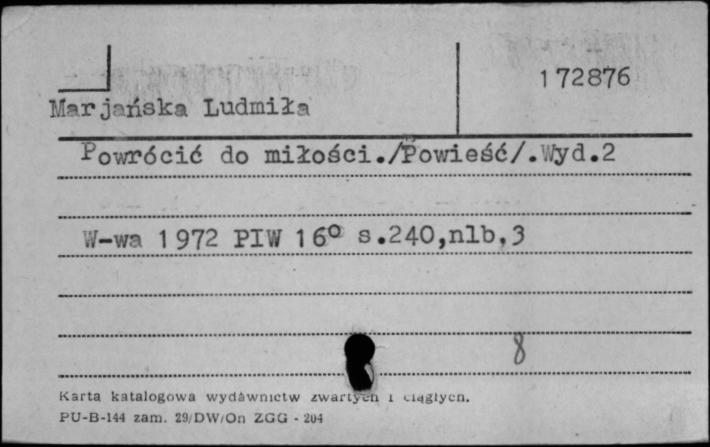 172876
Marjańska Ludmiła
Powrócić do miłości./Powieść/.Wyd.2
W-wa 1972 PIW 16° s.240,nlb,3
8
Karta katalogowa wydawnictw zwartych i ciągłych.
PU-B-144 zam. 29/DW/On ZGG - 204